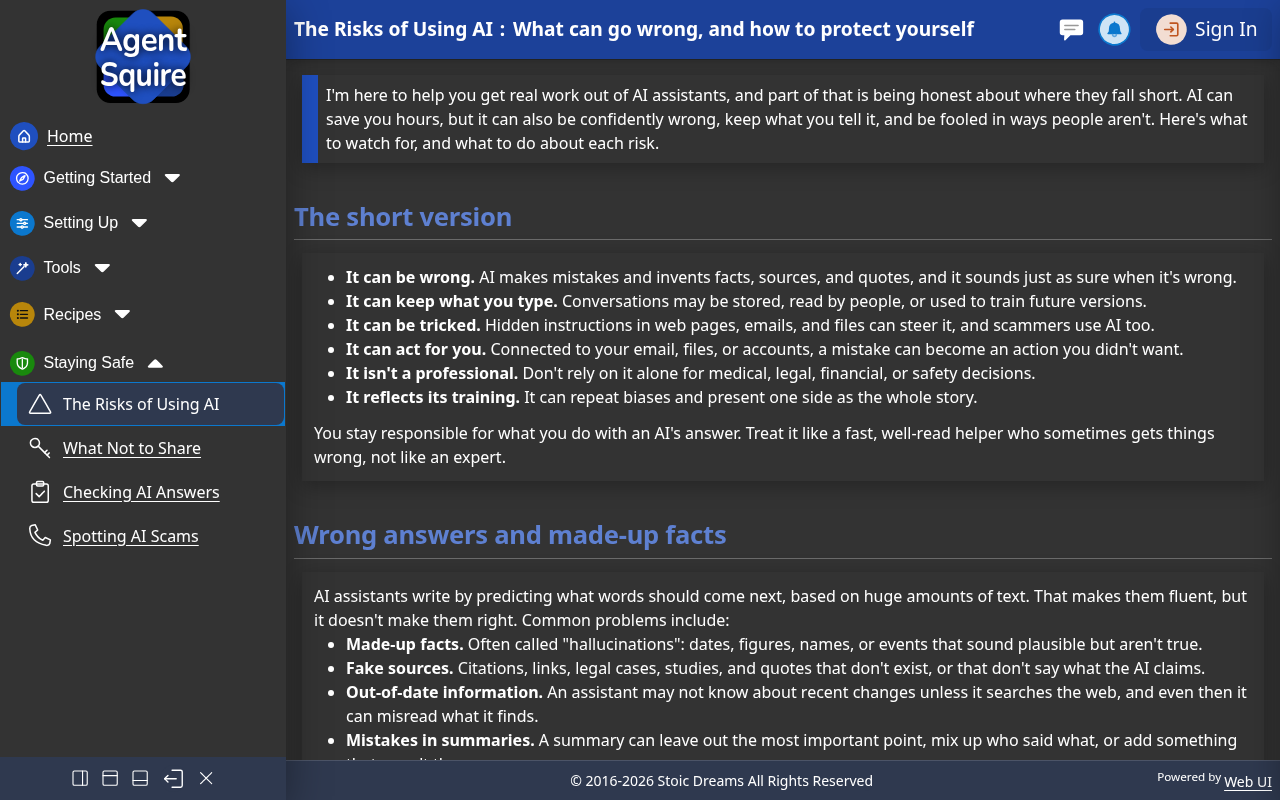 Agent
Squire
Home
Getting Started
Setting Up
Tools
Recipes
Staying Safe
The Risks of Using AI
What Not to Share
Checking AI Answers
Spotting AI Scams
The Risks of Using AI : What can go wrong, and how to protect yourself
Sign In
I'm here to help you get real work out of AI assistants, and part of that is being honest about where they fall short. AI can
save you hours, but it can also be confidently wrong, keep what you tell it, and be fooled in ways people aren't. Here's what
to watch for, and what to do about each risk.
The short version
• It can be wrong. AI makes mistakes and invents facts, sources, and quotes, and it sounds just as sure when it's wrong.
• It can keep what you type. Conversations may be stored, read by people, or used to train future versions.
• It can be tricked. Hidden instructions in web pages, emails, and files can steer it, and scammers use AI too.
• It can act for you. Connected to your email, files, or accounts, a mistake can become an action you didn't want.
• It isn't a professional. Don't rely on it alone for medical, legal, financial, or safety decisions.
• It reflects its training. It can repeat biases and present one side as the whole story.
You stay responsible for what you do with an AI's answer. Treat it like a fast, well-read helper who sometimes gets things
wrong, not like an expert.
Wrong answers and made-up facts
AI assistants write by predicting what words should come next, based on huge amounts of text. That makes them fluent, but
it doesn't make them right. Common problems include:
• Made-up facts. Often called "hallucinations": dates, figures, names, or events that sound plausible but aren't true.
• Fake sources. Citations, links, legal cases, studies, and quotes that don't exist, or that don't say what the AI claims.
• Out-of-date information. An assistant may not know about recent changes unless it searches the web, and even then it
can misread what it finds.
• Mistakes in summaries. A summary can leave out the most important point, mix up who said what, or add something
© 2016-2026 Stoic Dreams All Rights Reserved
Powered by Web UI